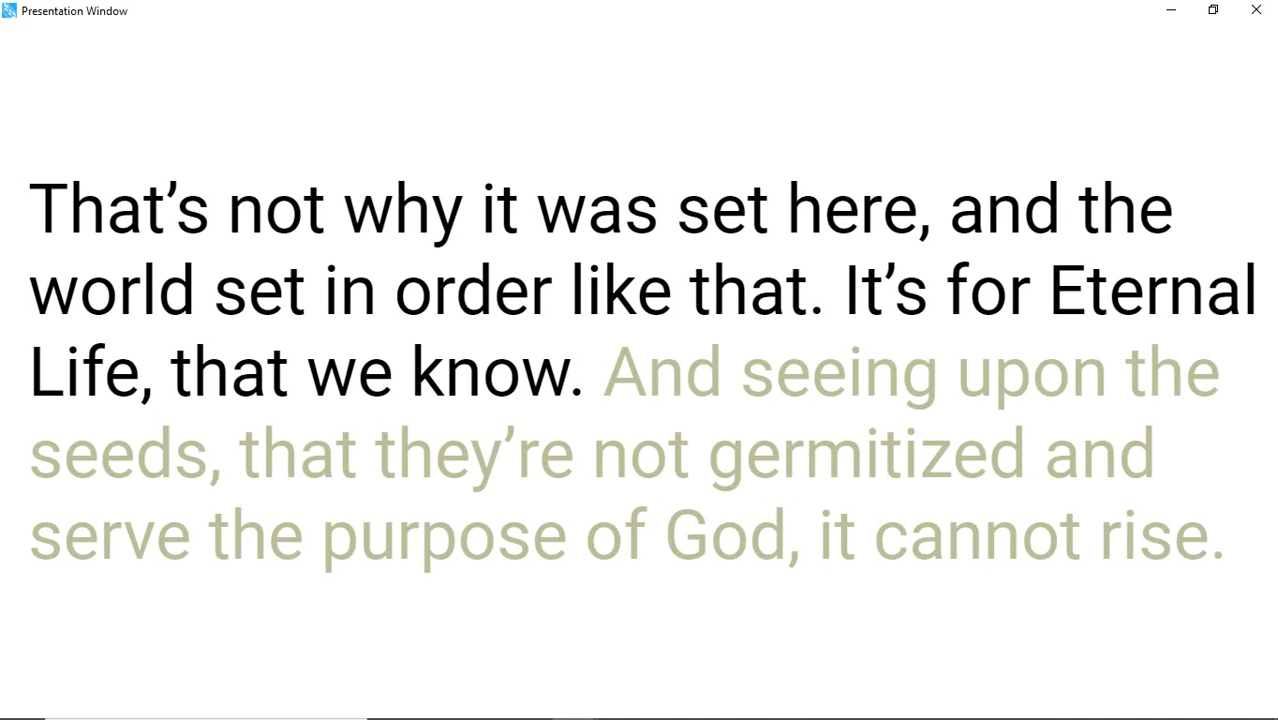 Presentation Window
That’s not why it was set here, and the
world set in order like that. It’s for Eternal
Life, that we know. And seeing upon the
seeds, that they’re not germitized and
serve the purpose of God, it cannot rise.